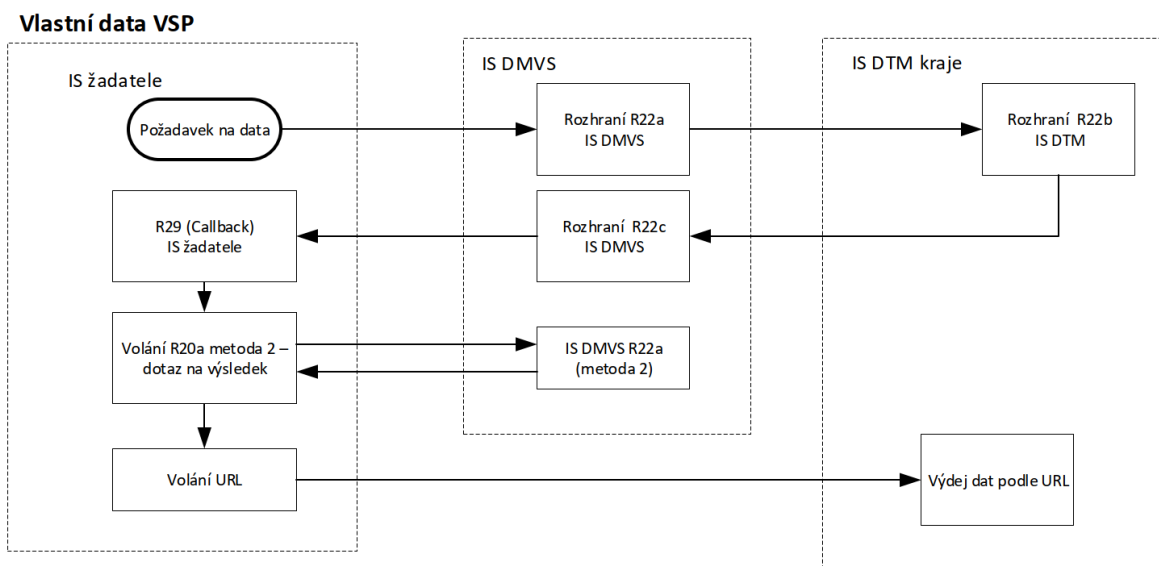 Vlastní data VSP
IS žadatele
IS DMVS
IS DTM kraje
Požadavek na data
Rozhraní R22a
IS DMVS
Rozhraní R22b
IS DTM
R29 (Callback)
IS žadatele
Rozhraní R22c
IS DMVS
Volání R20a metoda 2 –
dotaz na výsledek
IS DMVS R22a
(metoda 2)
Volání URL
Výdej dat podle URL